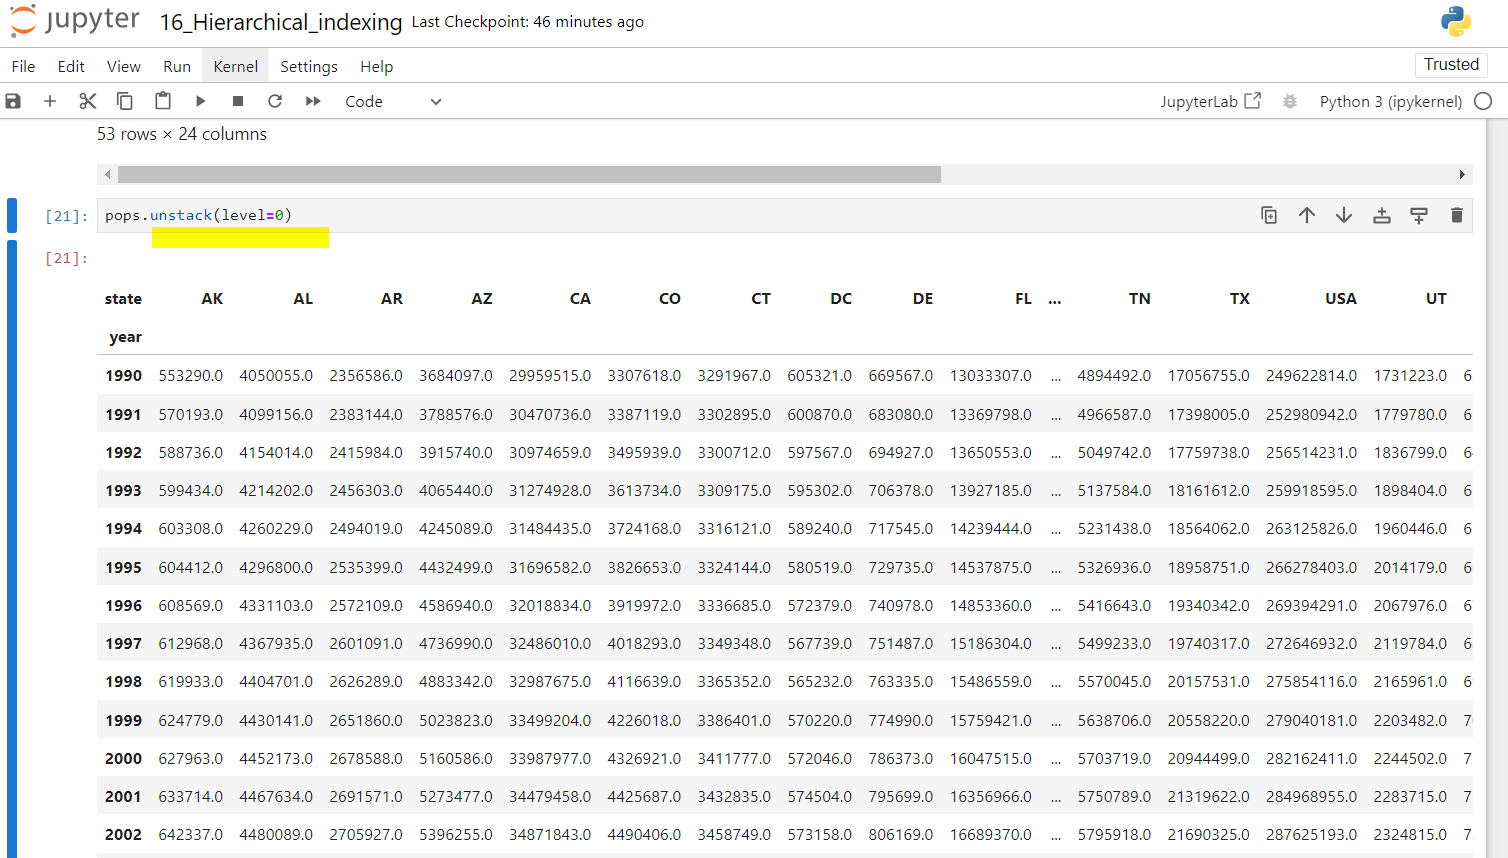 jupyter 16_Hierarchical_indexing Last Checkpoint: 46 minutes ago
File Edit View Run Kernel Settings Help Trusted
Code JupyterLab Python 3 (ipykernel)
53 rows × 24 columns
[21]: pops.unstack(level=0)
[21]:
state AK AL AR AZ CA CO CT DC DE FL ... TN TX USA UT
year
1990 553290.0 4050055.0 2356586.0 3684097.0 29959515.0 3307618.0 3291967.0 605321.0 669567.0 13033307.0 ... 4894492.0 17056755.0 249622814.0 1731223.0 6
1991 570193.0 4099156.0 2383144.0 3788576.0 30470736.0 3387119.0 3302895.0 600870.0 683080.0 13369798.0 ... 4966587.0 17398005.0 252980942.0 1779780.0 6
1992 588736.0 4154014.0 2415984.0 3915740.0 30974659.0 3495939.0 3300712.0 597567.0 694927.0 13650553.0 ... 5049742.0 17759738.0 256514231.0 1836799.0 6
1993 599434.0 4214202.0 2456303.0 4065440.0 31274928.0 3613734.0 3309175.0 595302.0 706378.0 13927185.0 ... 5137584.0 18161612.0 259918595.0 1898404.0 6
1994 603308.0 4260229.0 2494019.0 4245089.0 31484435.0 3724168.0 3316121.0 589240.0 717545.0 14239444.0 ... 5231438.0 18564062.0 263125826.0 1960446.0 6
1995 604412.0 4296800.0 2535399.0 4432499.0 31696582.0 3826653.0 3324144.0 580519.0 729735.0 14537875.0 ... 5326936.0 18958751.0 266278403.0 2014179.0 6
1996 608569.0 4331103.0 2572109.0 4586940.0 32018834.0 3919972.0 3336685.0 572379.0 740978.0 14853360.0 ... 5416643.0 19340342.0 269394291.0 2067976.0 6
1997 612968.0 4367935.0 2601091.0 4736990.0 32486010.0 4018293.0 3349348.0 567739.0 751487.0 15186304.0 ... 5499233.0 19740317.0 272646932.0 2119784.0 6
1998 619933.0 4404701.0 2626289.0 4883342.0 32987675.0 4116639.0 3365352.0 565232.0 763335.0 15486559.0 ... 5570045.0 20157531.0 275854116.0 2165961.0 6
1999 624779.0 4430141.0 2651860.0 5023823.0 33499204.0 4226018.0 3386401.0 570220.0 774990.0 15759421.0 ... 5638706.0 20558220.0 279040181.0 2203482.0 7
2000 627963.0 4452173.0 2678588.0 5160586.0 33987977.0 4326921.0 3411777.0 572046.0 786373.0 16047515.0 ... 5703719.0 20944499.0 282162411.0 2244502.0 7
2001 633714.0 4467634.0 2691571.0 5273477.0 34479458.0 4425687.0 3432835.0 574504.0 795699.0 16356966.0 ... 5750789.0 21319622.0 284968955.0 2283715.0 7
2002 642337.0 4480089.0 2705927.0 5396255.0 34871843.0 4490406.0 3458749.0 573158.0 806169.0 16689370.0 ... 5795918.0 21690325.0 287625193.0 2324815.0 7